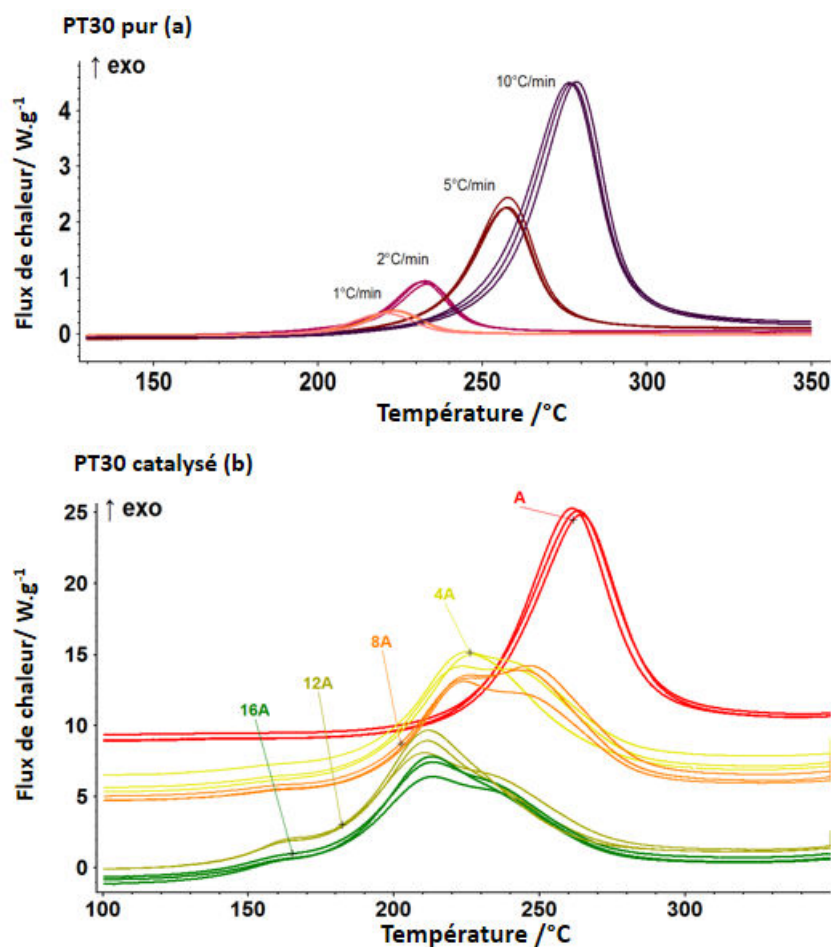 PT30 pur (a)
↑ exo
Flux de chaleur/ W.g⁻¹
4
3
2
1
0
10°C/min
5°C/min
2°C/min
1°C/min
150
200
250
300
350
Température /°C
PT30 catalysé (b)
↑ exo
Flux de chaleur/ W.g⁻¹
25
20
15
10
5
0
A
4A
8A
12A
16A
100
150
200
250
300
Température /°C